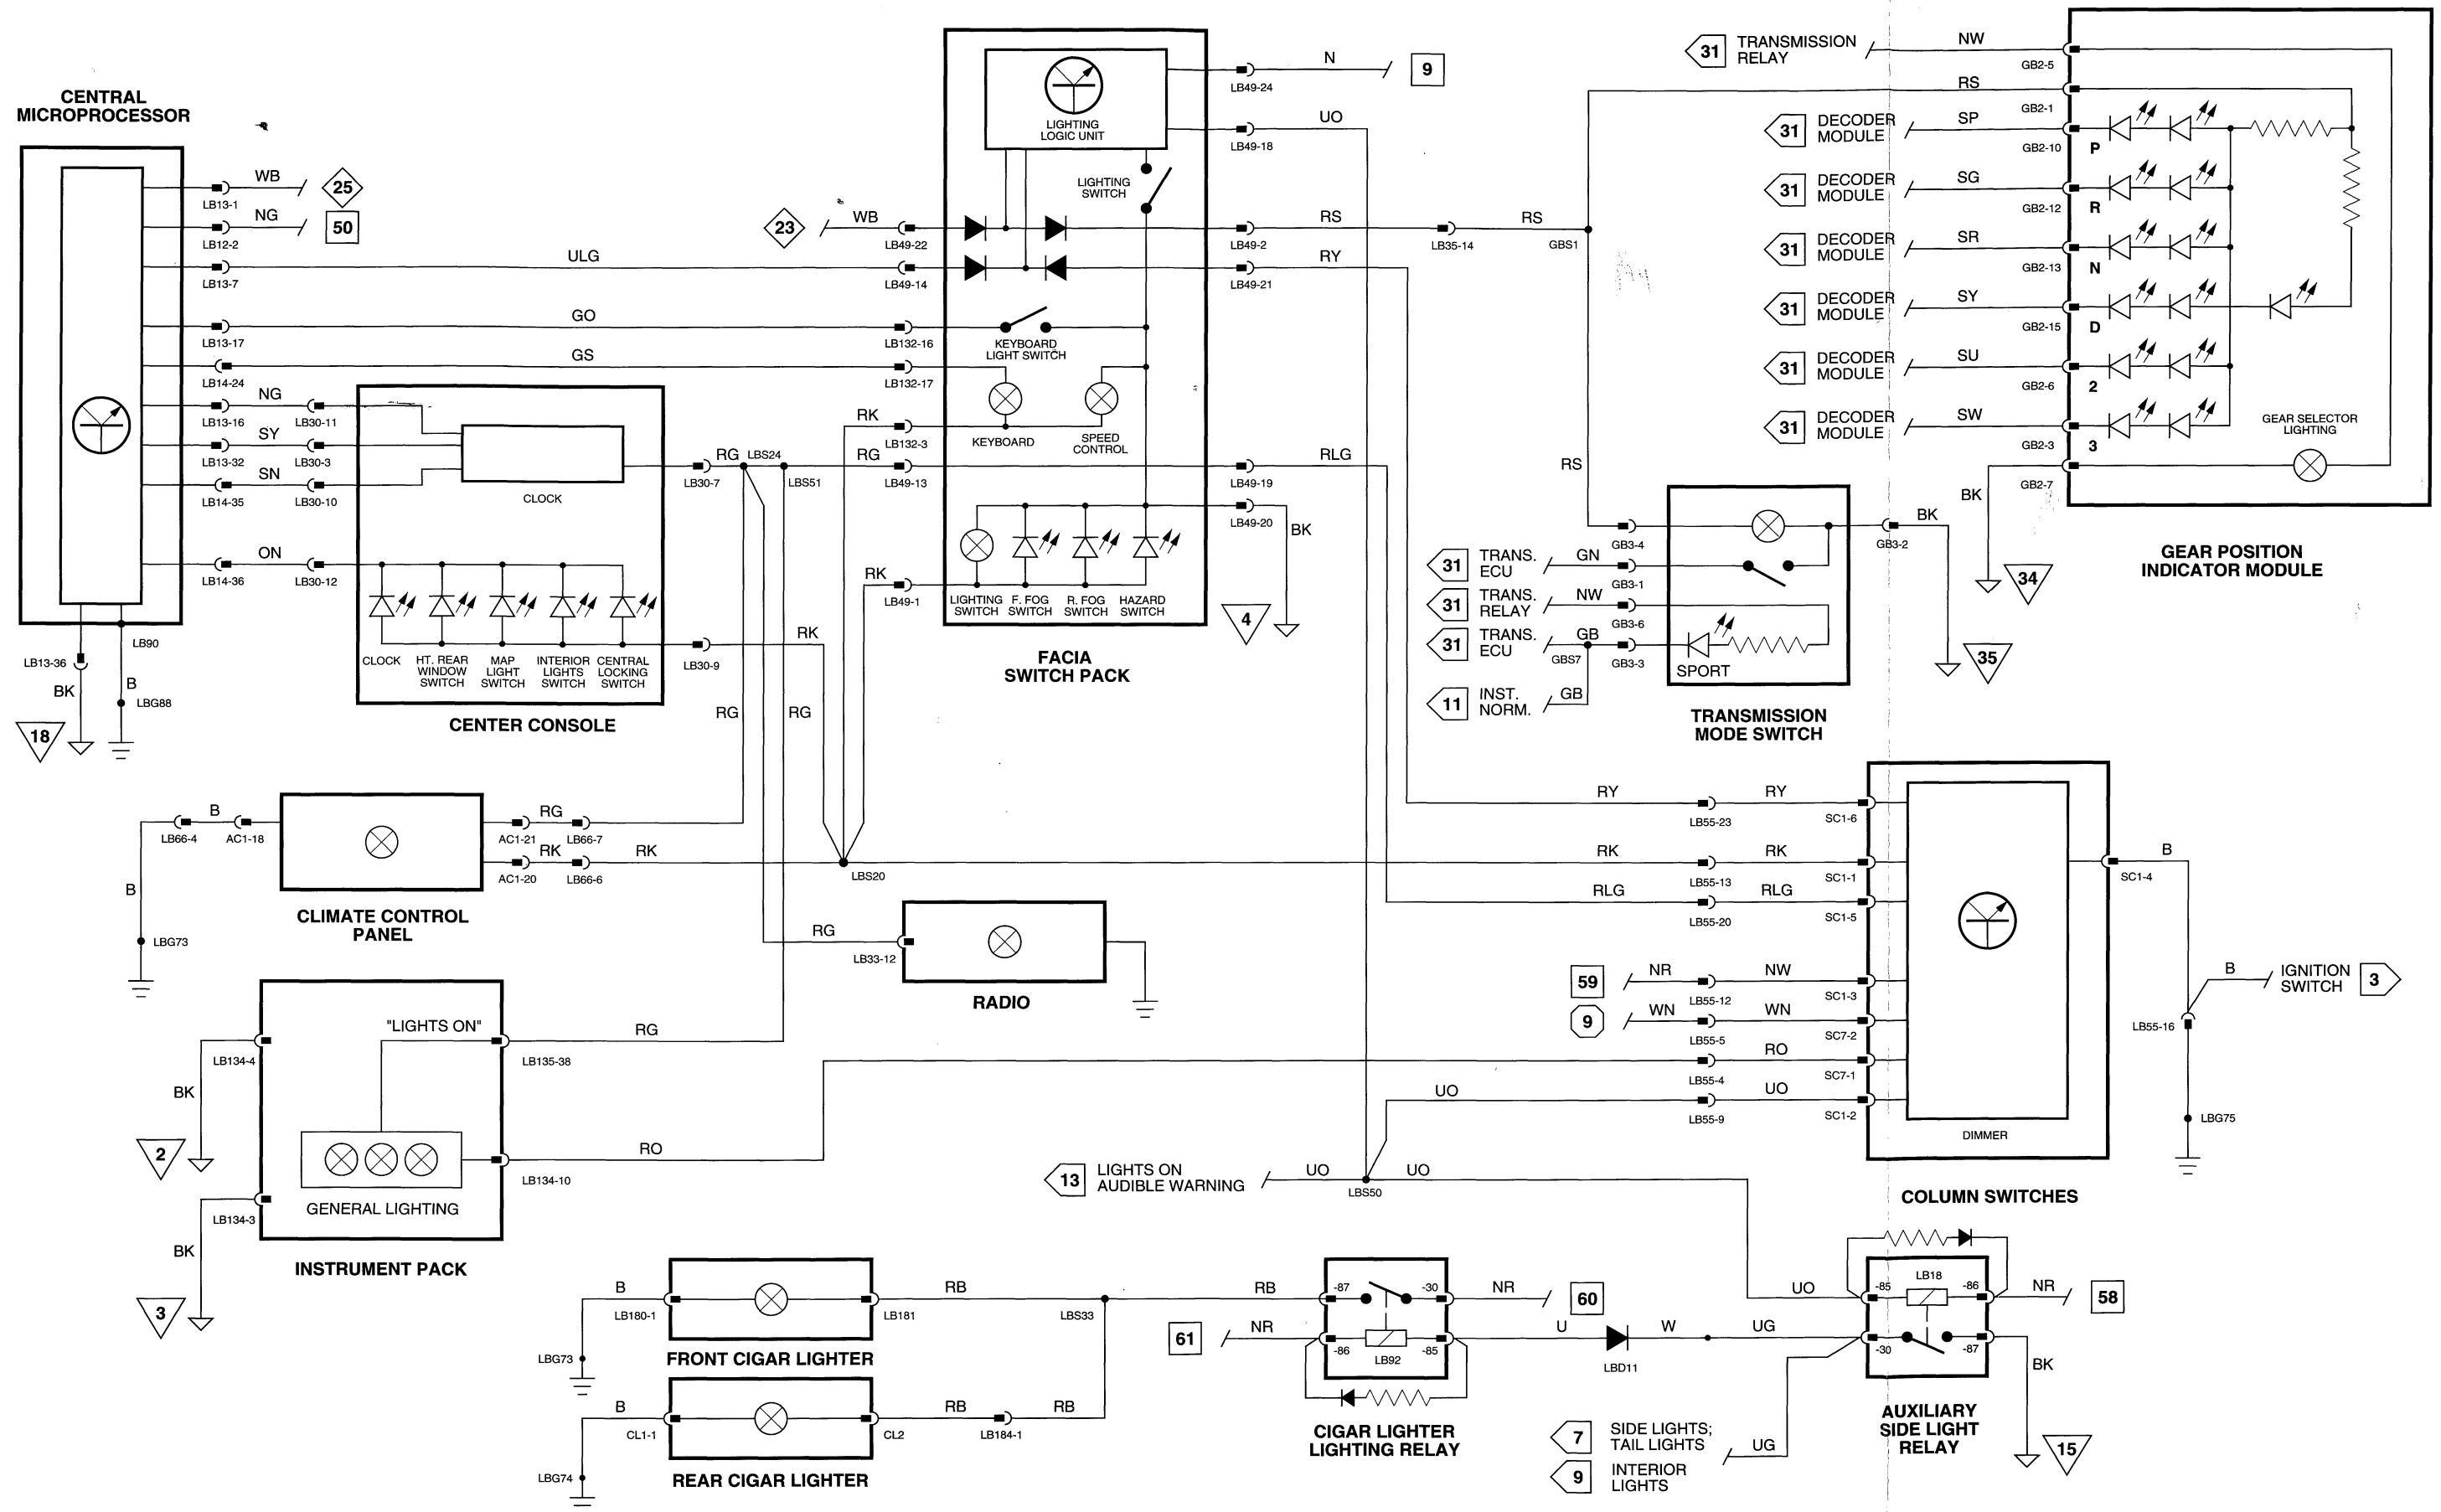 CENTRAL
MICROPROCESSOR
LB13-1
WB
25
LB12-2
NG
50
LB13-7
ULG
LB13-17
GO
LB14-24
GS
LB13-16
NG
LB30-11
LB13-32
SY
LB30-3
LB14-35
SN
LB30-10
LB14-36
ON
LB30-12
LB90
LB13-36
BK
B
LBG88
18
CLOCK
CLOCK
HT. REAR
WINDOW
SWITCH
MAP
LIGHT
SWITCH
INTERIOR
LIGHTS
SWITCH
CENTRAL
LOCKING
SWITCH
CENTER CONSOLE
LB30-7
RG
LBS24
LBS51
RG
LB30-9
RK
RG
RG
LIGHTING
LOGIC UNIT
LIGHTING
SWITCH
23
WB
LB49-22
LB49-14
LB132-16
KEYBOARD
LIGHT SWITCH
LB132-17
RK
LB132-3
KEYBOARD
SPEED
CONTROL
LB49-13
RK
LB49-1
LIGHTING
SWITCH
F. FOG
SWITCH
R. FOG
SWITCH
HAZARD
SWITCH
FACIA
SWITCH PACK
LB49-24
N
9
LB49-18
UO
LB49-2
RS
LB35-14
RS
GBS1
LB49-21
RY
LB49-19
RLG
LB49-20
BK
4
31
TRANSMISSION
RELAY
NW
GB2-5
RS
GB2-1
31
DECODER
MODULE
SP
GB2-10
P
31
DECODER
MODULE
SG
GB2-12
R
31
DECODER
MODULE
SR
GB2-13
N
31
DECODER
MODULE
SY
GB2-15
D
31
DECODER
MODULE
SU
GB2-6
2
31
DECODER
MODULE
SW
GB2-3
3
GEAR SELECTOR
LIGHTING
GB2-7
BK
34
GEAR POSITION
INDICATOR MODULE
RS
GB3-4
GB3-2
BK
35
31
TRANS.
ECU
GN
GB3-1
31
TRANS.
RELAY
NW
GB3-6
31
TRANS.
ECU
GB
GBS7
GB3-3
SPORT
11
INST.
NORM.
GB
TRANSMISSION
MODE SWITCH
B
LB66-4
AC1-18
B
LBG73
AC1-21
RG
LB66-7
AC1-20
RK
LB66-6
RK
LBS20
CLIMATE CONTROL
PANEL
RG
LB33-12
RADIO
"LIGHTS ON"
LB134-4
BK
2
LB134-3
BK
3
LB135-38
RG
LB134-10
RO
GENERAL LIGHTING
INSTRUMENT PACK
RY
LB55-23
RY
SC1-6
RK
LB55-13
RK
SC1-1
RLG
LB55-20
RLG
SC1-5
59
NR
LB55-12
NW
SC1-3
9
WN
LB55-5
WN
SC7-2
LB55-4
RO
SC7-1
UO
LB55-9
UO
SC1-2
DIMMER
COLUMN SWITCHES
SC1-4
B
B
IGNITION
SWITCH
3
LB55-16
LBG75
13
LIGHTS ON
AUDIBLE WARNING
UO
LBS50
UO
B
LB180-1
LB181
RB
LBS33
LBG73
FRONT CIGAR LIGHTER
B
CL1-1
CL2
RB
LB184-1
RB
LBG74
REAR CIGAR LIGHTER
RB
-87
-30
NR
60
61
NR
-86
LB92
-85
U
LBD11
W
UG
CIGAR LIGHTER
LIGHTING RELAY
UO
-85
LB18
-86
NR
58
-30
-87
BK
15
AUXILIARY
SIDE LIGHT
RELAY
7
SIDE LIGHTS;
TAIL LIGHTS
UG
9
INTERIOR
LIGHTS